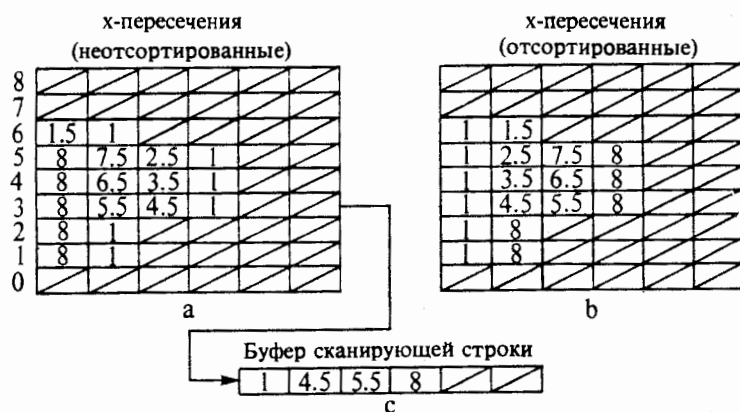 x-пересечения
(неотсортированные)
x-пересечения
(отсортированные)
8
7
6 1.5 1
5 8 7.5 2.5 1
4 8 6.5 3.5 1
3 8 5.5 4.5 1
2 8 1
1 8 1
0
1 1.5
1 2.5 7.5 8
1 3.5 6.5 8
1 4.5 5.5 8
1 8
1 8
a
b
Буфер сканирующей строки
1 4.5 5.5 8
c